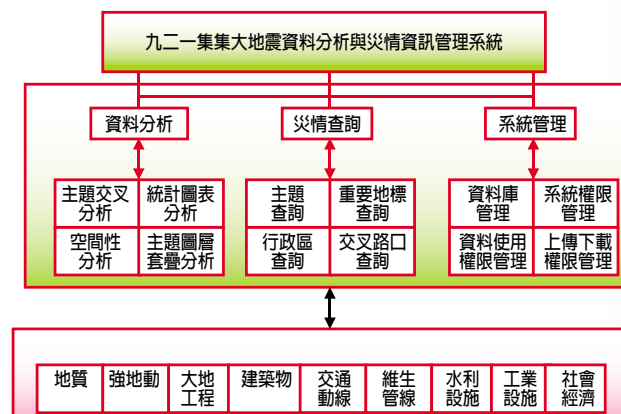 九二一集集大地震資料分析與災情資訊管理系統
資料分析
災情查詢
系統管理
主題交叉
分析
統計圖表
分析
空間性
分析
主題圖層
套疊分析
主題
查詢
重要地標
查詢
行政區
查詢
交叉路口
查詢
資料庫
管理
系統權限
管理
資料使用
權限管理
上傳下載
權限管理
地質
強地動
大地
工程
建築物
交通
動線
維生
管線
水利
設施
工業
設施
社會
經濟